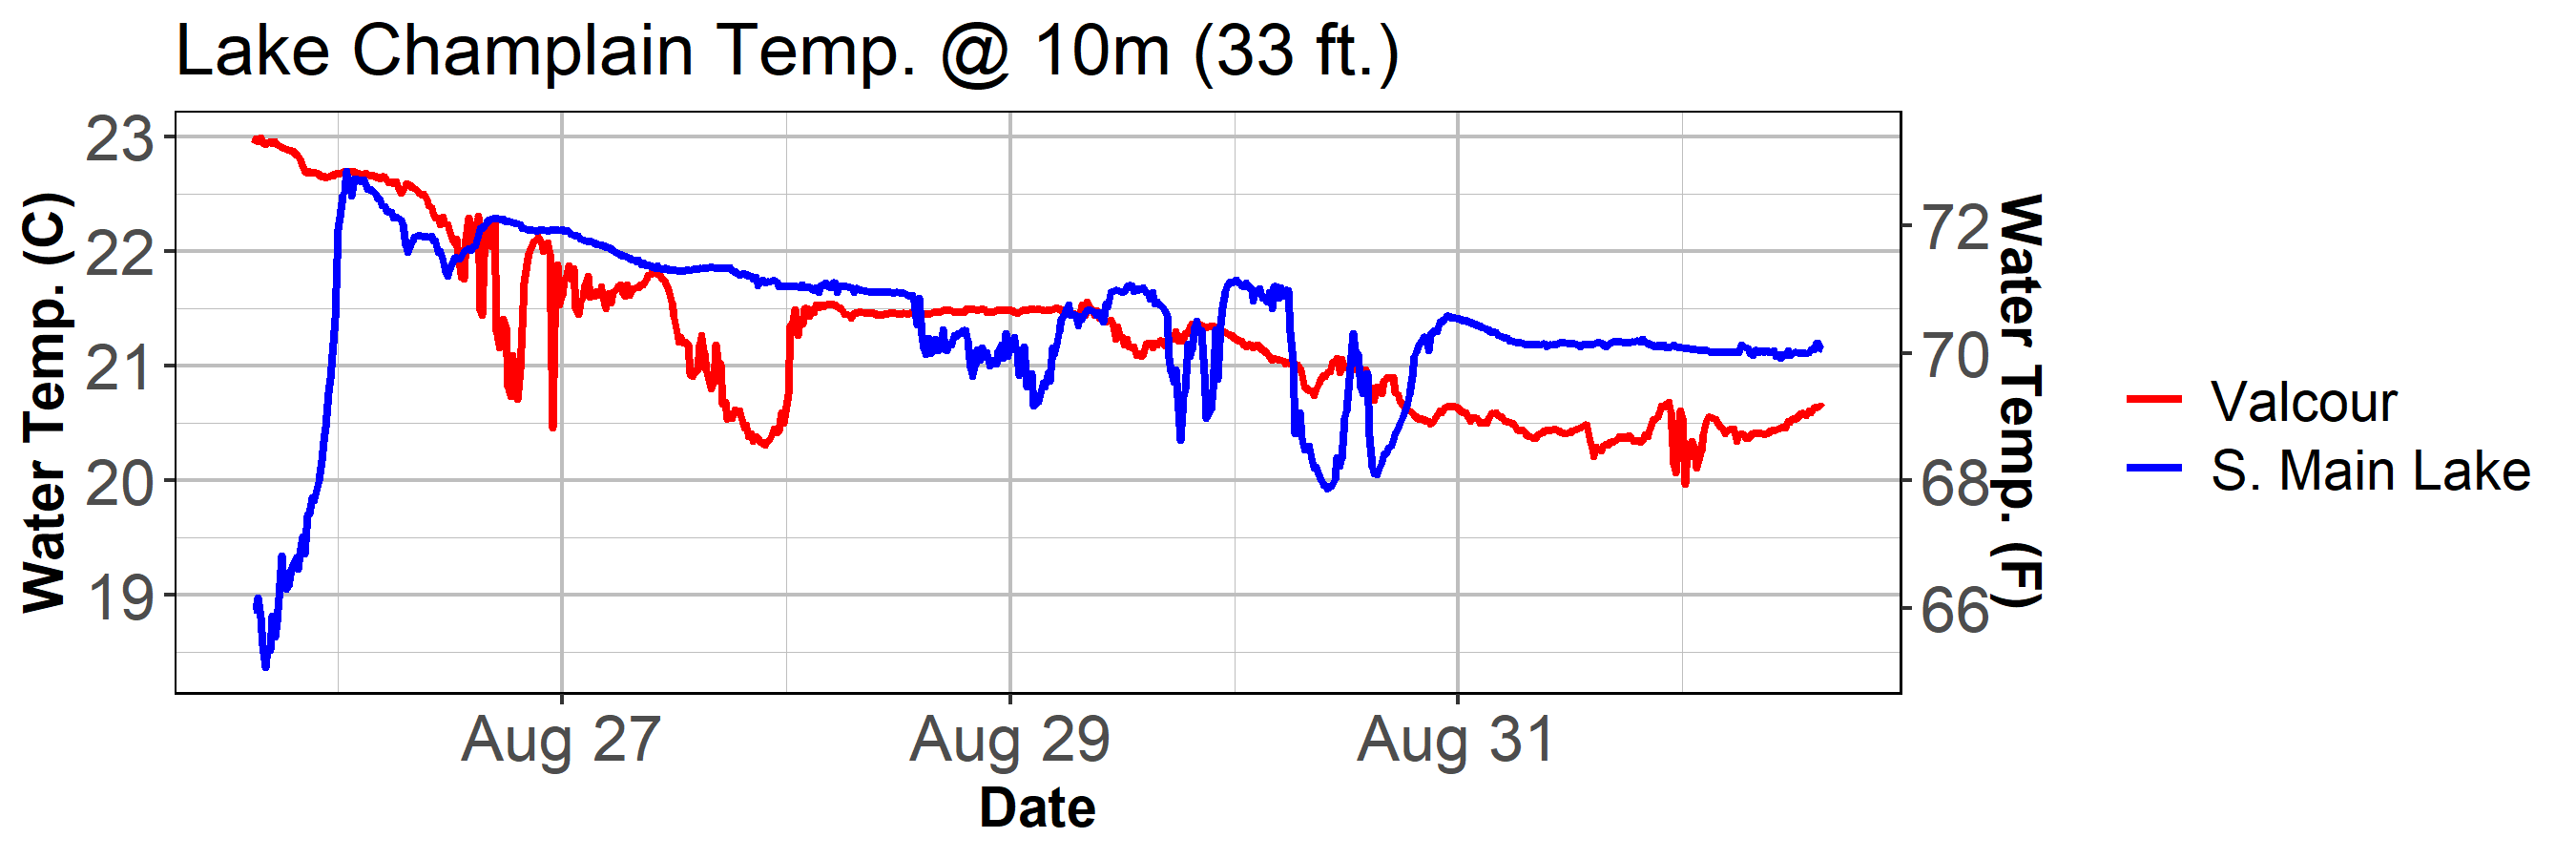 Lake Champlain Temp. @ 10m (33 ft.)
Water Temp. (C)
23
22
21
20
19
72
70
68
66
Water Temp. (F)
Aug 27
Aug 29
Aug 31
Date
Valcour
S. Main Lake